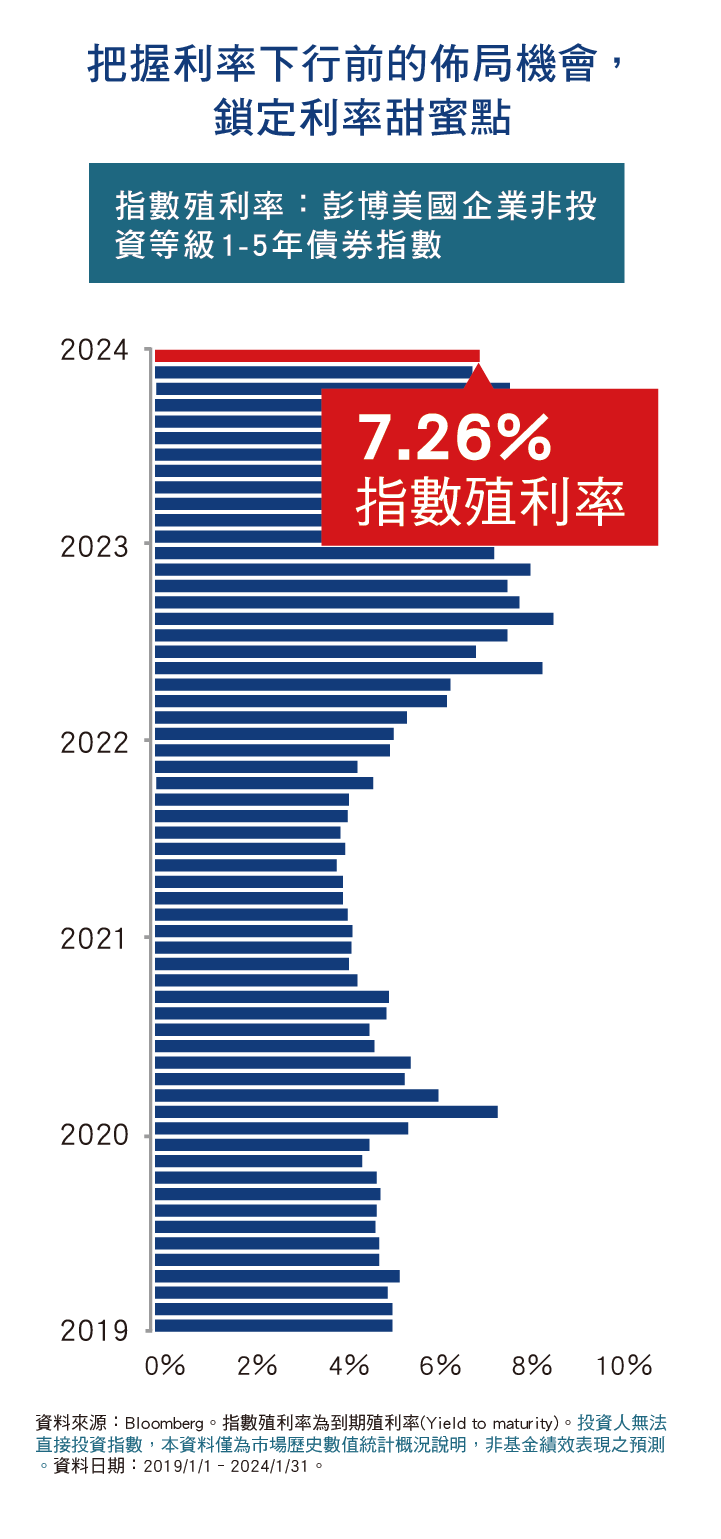 把握利率下行前的佈局機會，
鎖定利率甜蜜點
指數殖利率：彭博美國企業非投
資等級1-5年債券指數
2024
7.26%
指數殖利率
2023
2022
2021
2020
2019
0% 2% 4% 6% 8% 10%
資料來源：Bloomberg。指數殖利率為到期殖利率(Yield to maturity)。投資人無法
直接投資指數，本資料僅為市場歷史數值統計概況說明，非基金績效表現之預測
。資料日期：2019/1/1–2024/1/31。